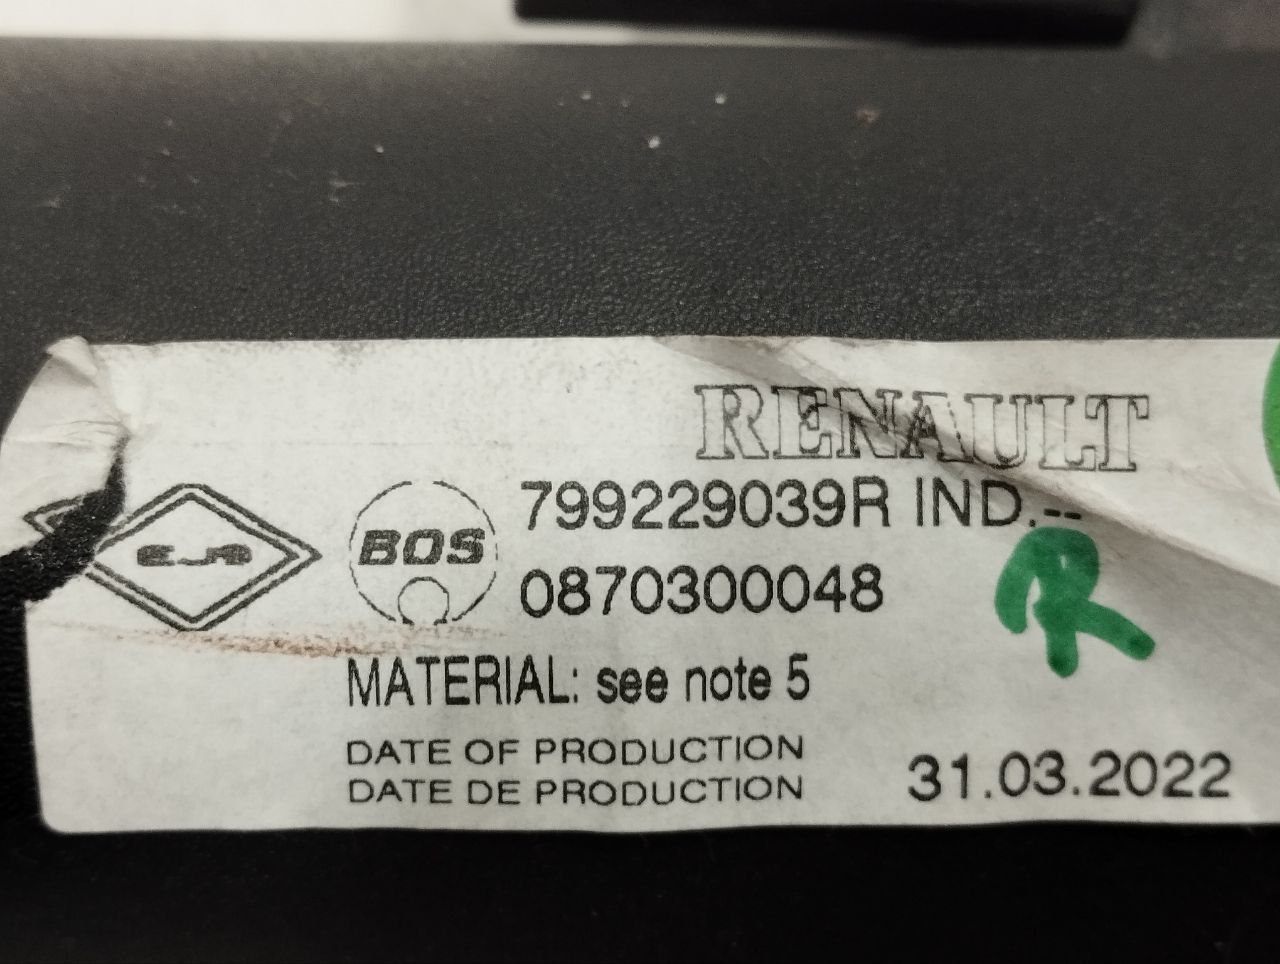 RENAULT
799229039R IND.--
BOS
0870300048
R
MATERIAL: see note 5
DATE OF PRODUCTION
DATE DE PRODUCTION
31.03.2022